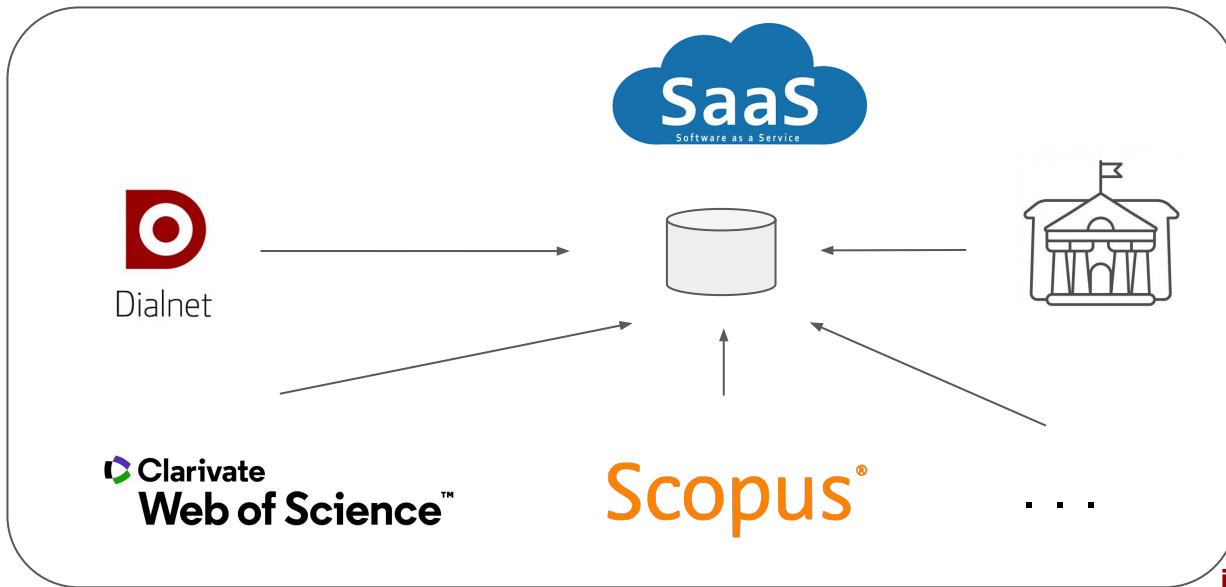 SaaS
Software as a Service
Dialnet
Clarivate
Web of Science™
Scopus®
. . .